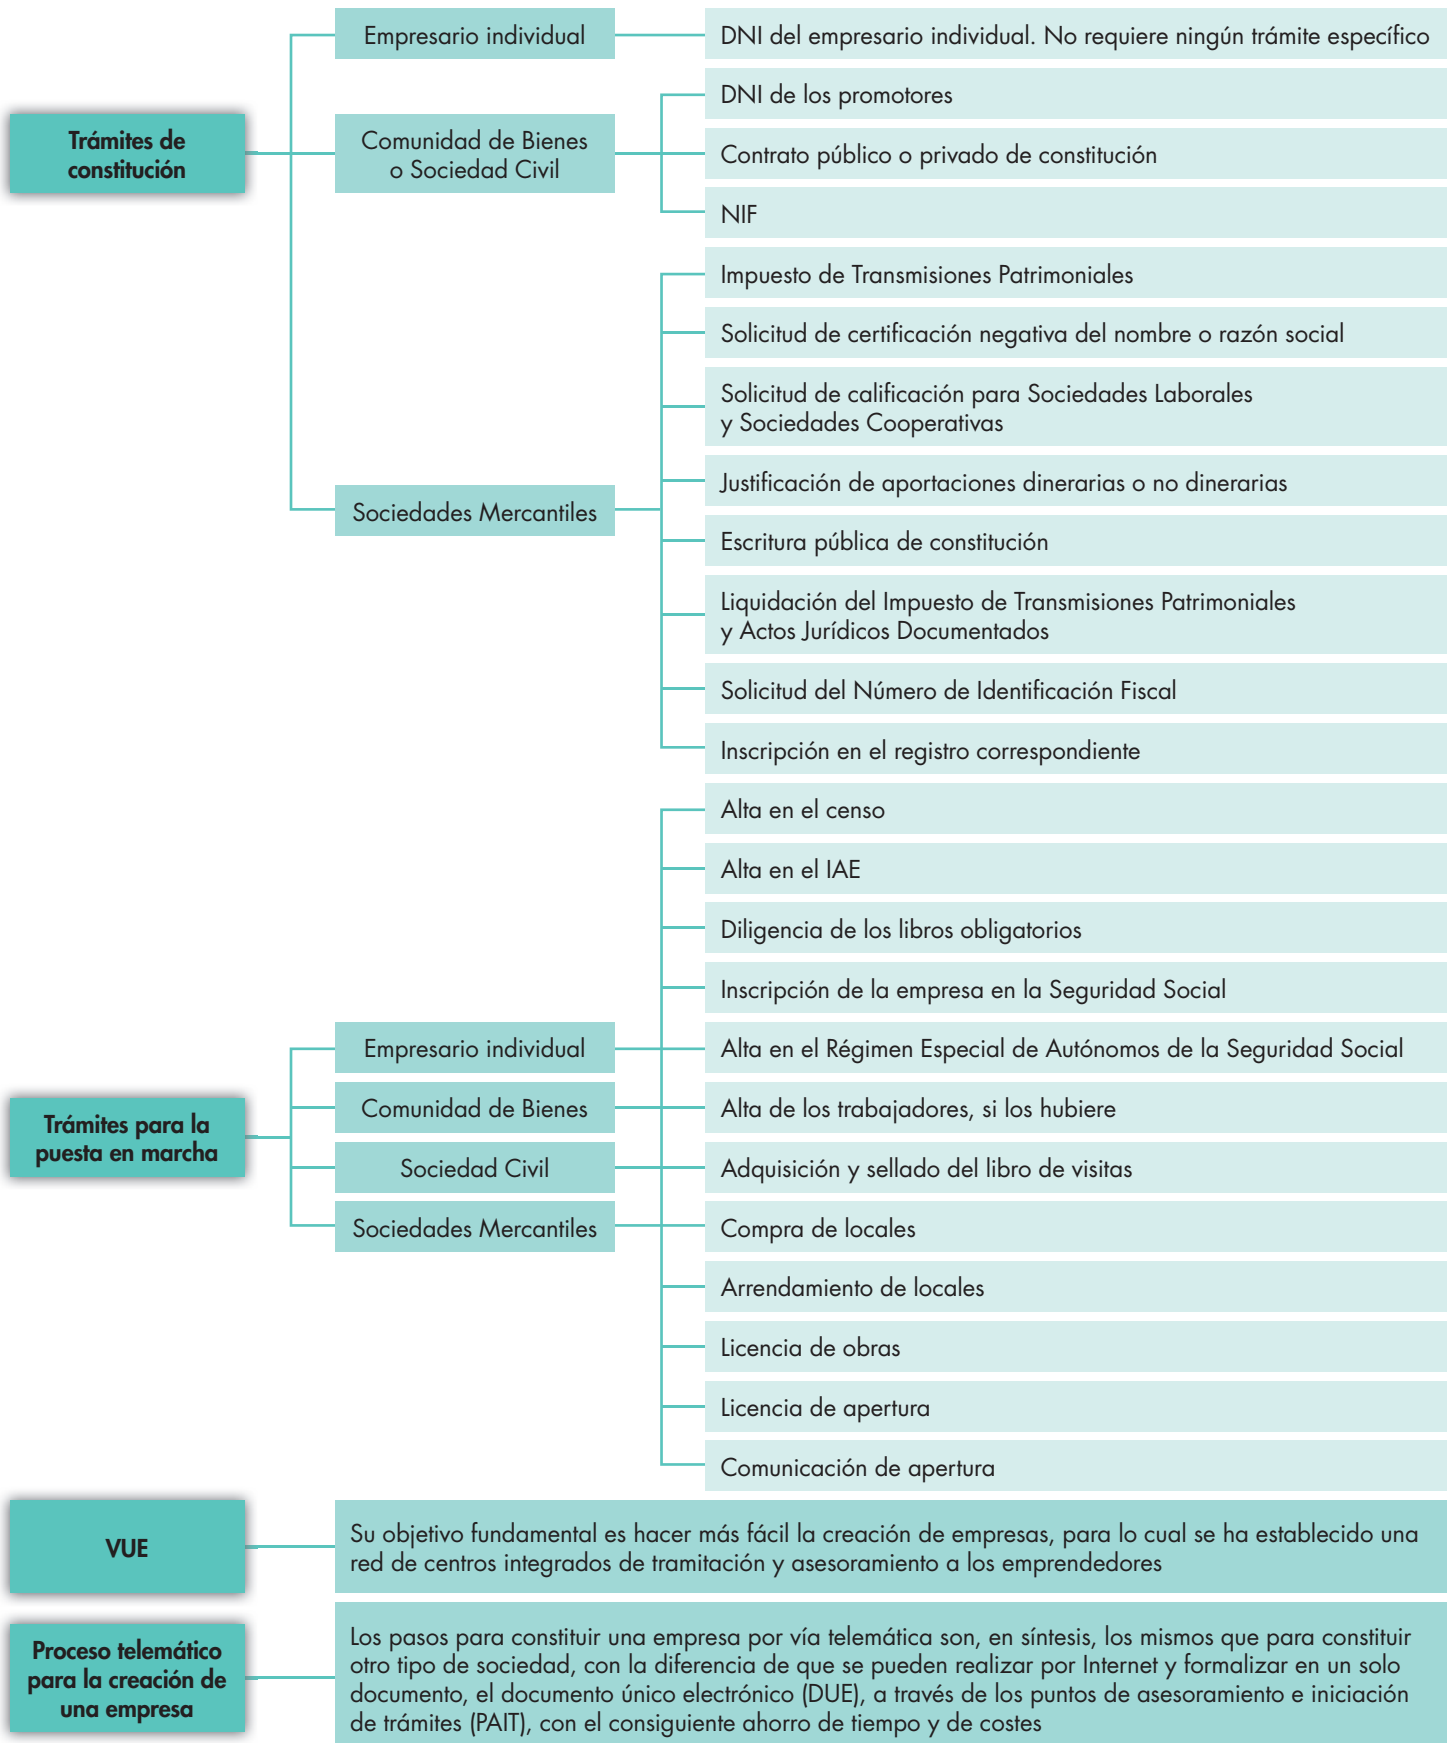 Trámites de
constitución
Empresario individual
DNI del empresario individual. No requiere ningún trámite específico
Comunidad de Bienes
o Sociedad Civil
DNI de los promotores
Contrato público o privado de constitución
NIF
Sociedades Mercantiles
Impuesto de Transmisiones Patrimoniales
Solicitud de certificación negativa del nombre o razón social
Solicitud de calificación para Sociedades Laborales
y Sociedades Cooperativas
Justificación de aportaciones dinerarias o no dinerarias
Escritura pública de constitución
Liquidación del Impuesto de Transmisiones Patrimoniales
y Actos Jurídicos Documentados
Solicitud del Número de Identificación Fiscal
Inscripción en el registro correspondiente
Trámites para la
puesta en marcha
Empresario individual
Comunidad de Bienes
Sociedad Civil
Sociedades Mercantiles
Alta en el censo
Alta en el IAE
Diligencia de los libros obligatorios
Inscripción de la empresa en la Seguridad Social
Alta en el Régimen Especial de Autónomos de la Seguridad Social
Alta de los trabajadores, si los hubiere
Adquisición y sellado del libro de visitas
Compra de locales
Arrendamiento de locales
Licencia de obras
Licencia de apertura
Comunicación de apertura
VUE
Su objetivo fundamental es hacer más fácil la creación de empresas, para lo cual se ha establecido una
red de centros integrados de tramitación y asesoramiento a los emprendedores
Proceso telemático
para la creación de
una empresa
Los pasos para constituir una empresa por vía telemática son, en síntesis, los mismos que para constituir
otro tipo de sociedad, con la diferencia de que se pueden realizar por Internet y formalizar en un solo
documento, el documento único electrónico (DUE), a través de los puntos de asesoramiento e iniciación
de trámites (PAIT), con el consiguiente ahorro de tiempo y de costes